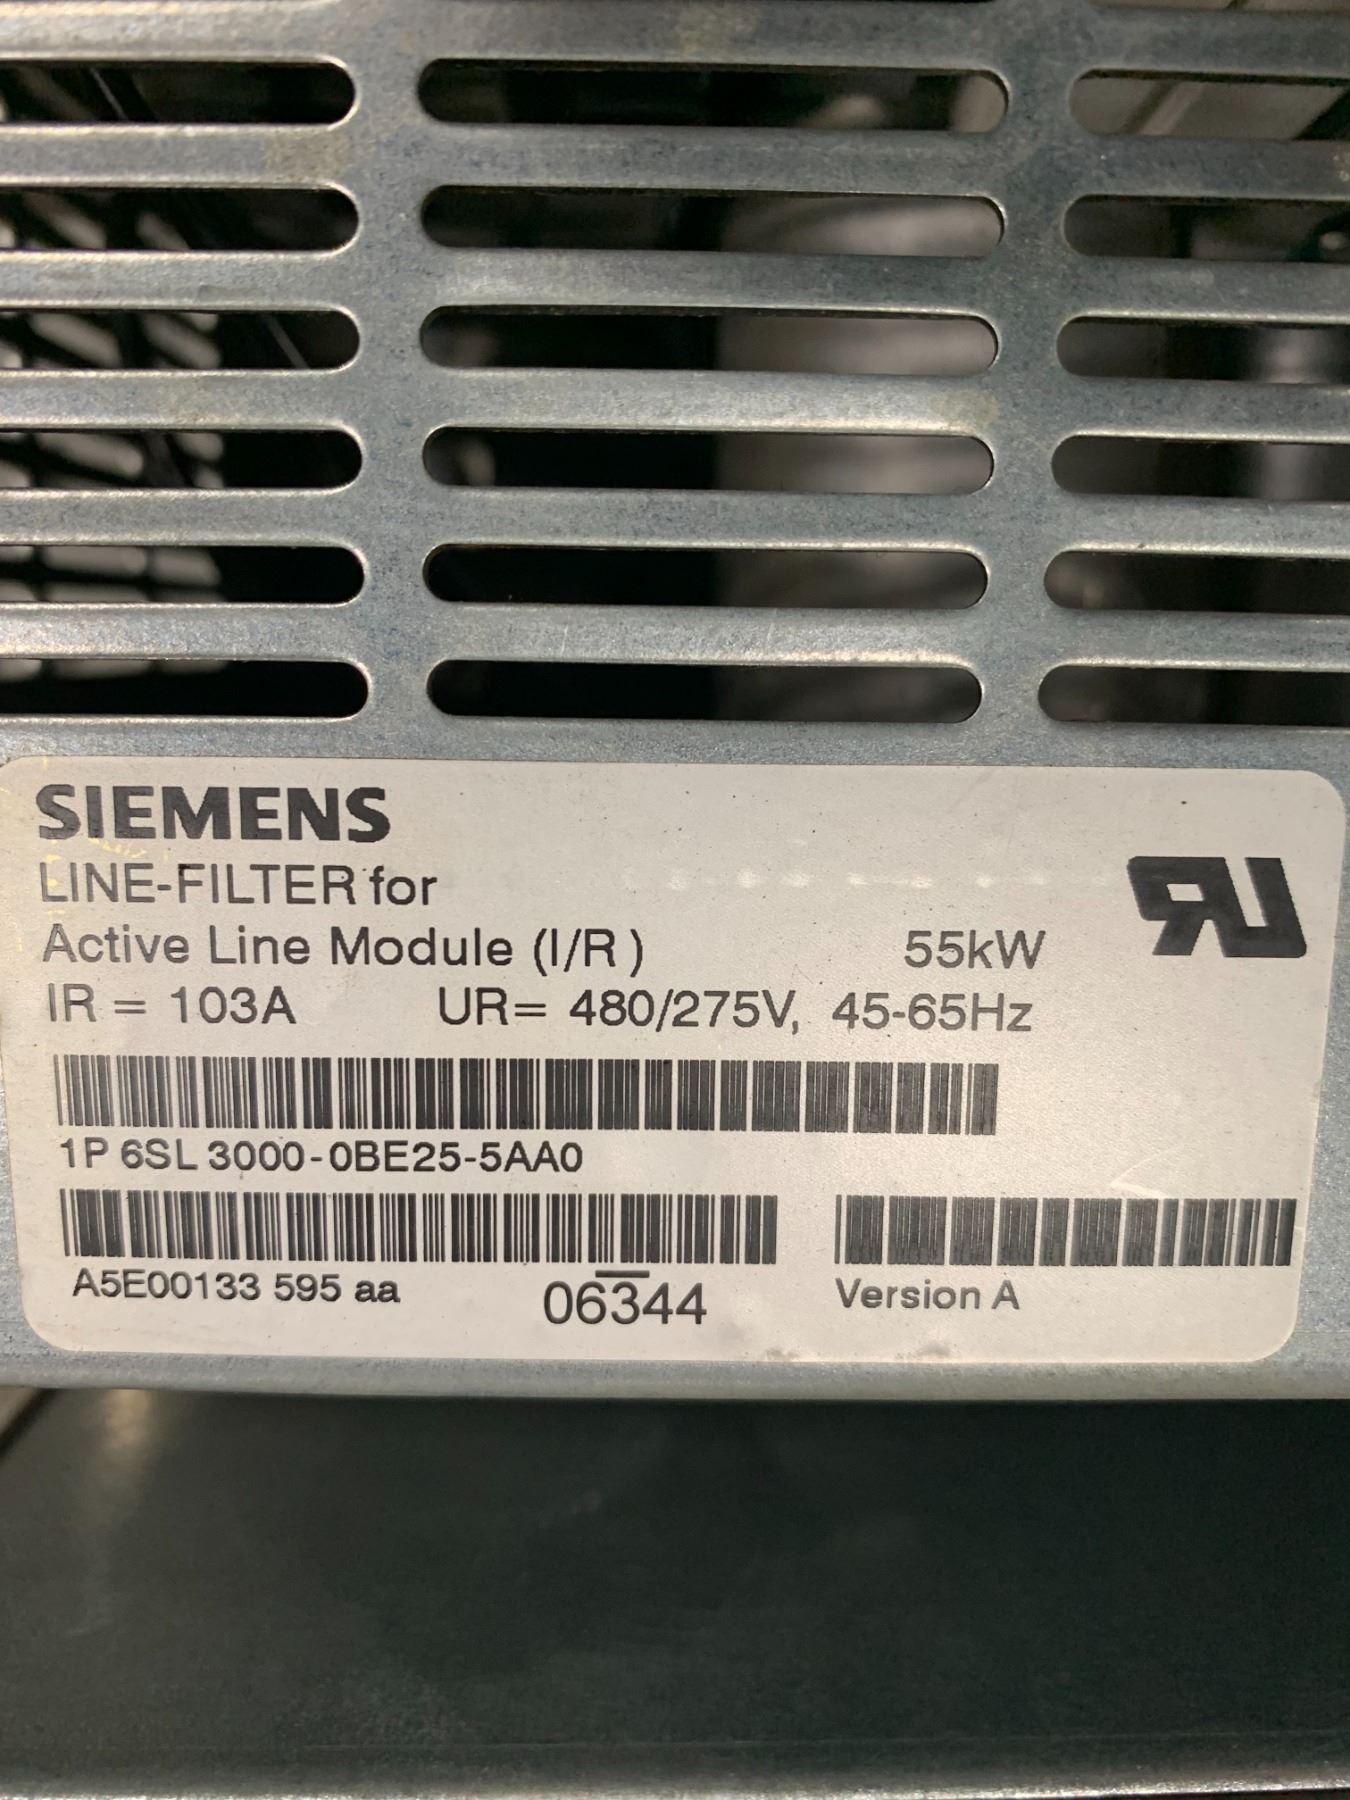 SIEMENS
LINE-FILTER for
Active Line Module (I/R ) 55kW
IR = 103A UR= 480/275V, 45-65Hz
1P 6SL 3000-0BE25-5AA0
A5E00133 595 aa 06344 Version A